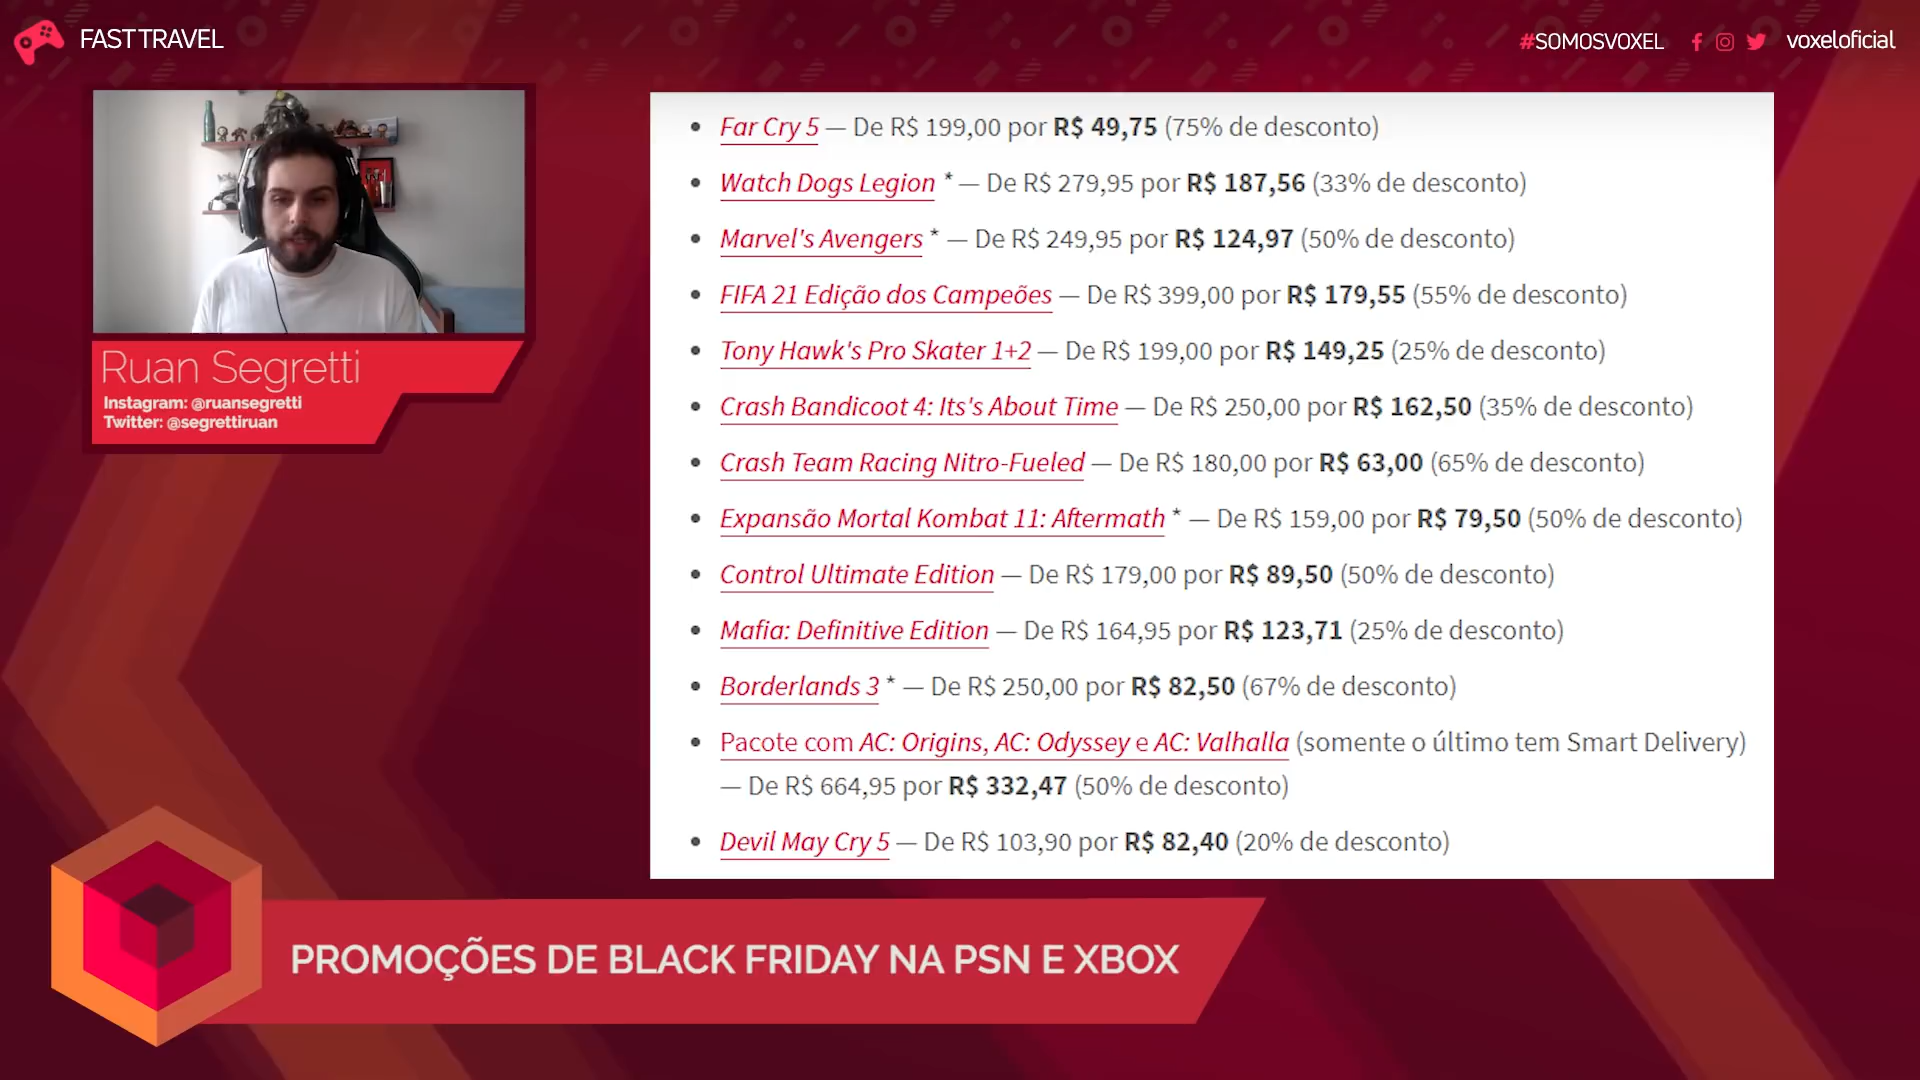 FAST TRAVEL
#SOMOSVOXEL voxeloficial
Ruan Segretti
Instagram: @ruansegretti
Twitter: @segrettiruan
• Far Cry 5 — De R$ 199,00 por R$ 49,75 (75% de desconto)
• Watch Dogs Legion * — De R$ 279,95 por R$ 187,56 (33% de desconto)
• Marvel's Avengers * — De R$ 249,95 por R$ 124,97 (50% de desconto)
• FIFA 21 Edição dos Campeões — De R$ 399,00 por R$ 179,55 (55% de desconto)
• Tony Hawk's Pro Skater 1+2 — De R$ 199,00 por R$ 149,25 (25% de desconto)
• Crash Bandicoot 4: Its's About Time — De R$ 250,00 por R$ 162,50 (35% de desconto)
• Crash Team Racing Nitro-Fueled — De R$ 180,00 por R$ 63,00 (65% de desconto)
• Expansão Mortal Kombat 11: Aftermath * — De R$ 159,00 por R$ 79,50 (50% de desconto)
• Control Ultimate Edition — De R$ 179,00 por R$ 89,50 (50% de desconto)
• Mafia: Definitive Edition — De R$ 164,95 por R$ 123,71 (25% de desconto)
• Borderlands 3 * — De R$ 250,00 por R$ 82,50 (67% de desconto)
• Pacote com AC: Origins, AC: Odyssey e AC: Valhalla (somente o último tem Smart Delivery)
— De R$ 664,95 por R$ 332,47 (50% de desconto)
• Devil May Cry 5 — De R$ 103,90 por R$ 82,40 (20% de desconto)
PROMOÇÕES DE BLACK FRIDAY NA PSN E XBOX